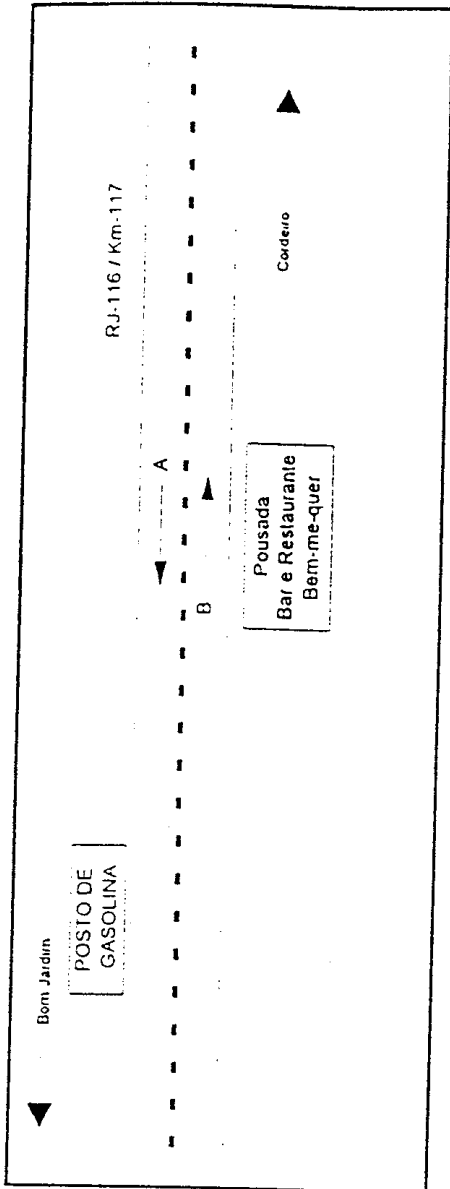 Bom Jardim
POSTO DE
GASOLINA
RJ-116 / Km-117
A
B
Pousada
Bar e Restaurante
Bem-me-quer
Cordeiro